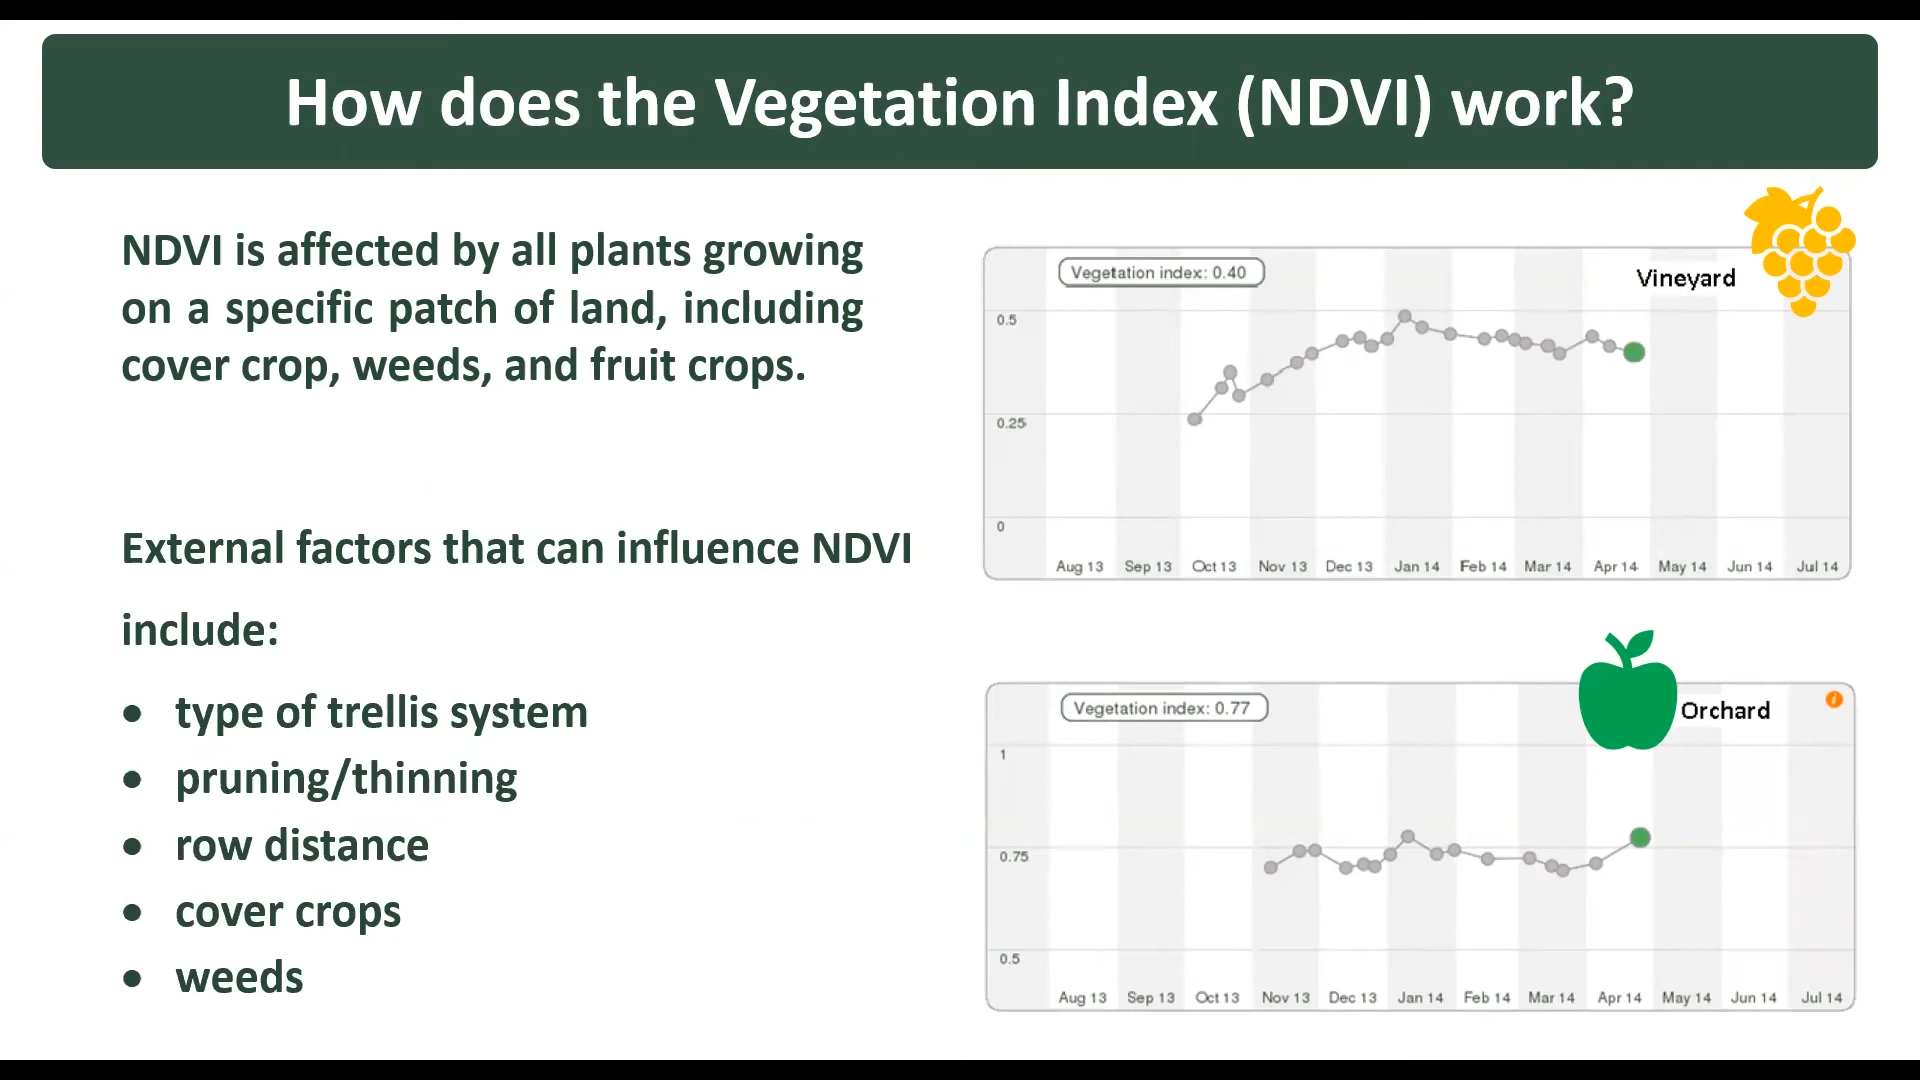 How does the Vegetation Index (NDVI) work?
NDVI is affected by all plants growing
on a specific patch of land, including
cover crop, weeds, and fruit crops.
External factors that can influence NDVI
include:
• type of trellis system
• pruning/thinning
• row distance
• cover crops
• weeds
Vegetation index: 0.40
Vineyard
0.5
0.25
0
Aug 13 Sep 13 Oct 13 Nov 13 Dec 13 Jan 14 Feb 14 Mar 14 Apr 14 May 14 Jun 14 Jul 14
Vegetation index: 0.77
Orchard
i
1
0.75
0.5
Aug 13 Sep 13 Oct 13 Nov 13 Dec 13 Jan 14 Feb 14 Mar 14 Apr 14 May 14 Jun 14 Jul 14